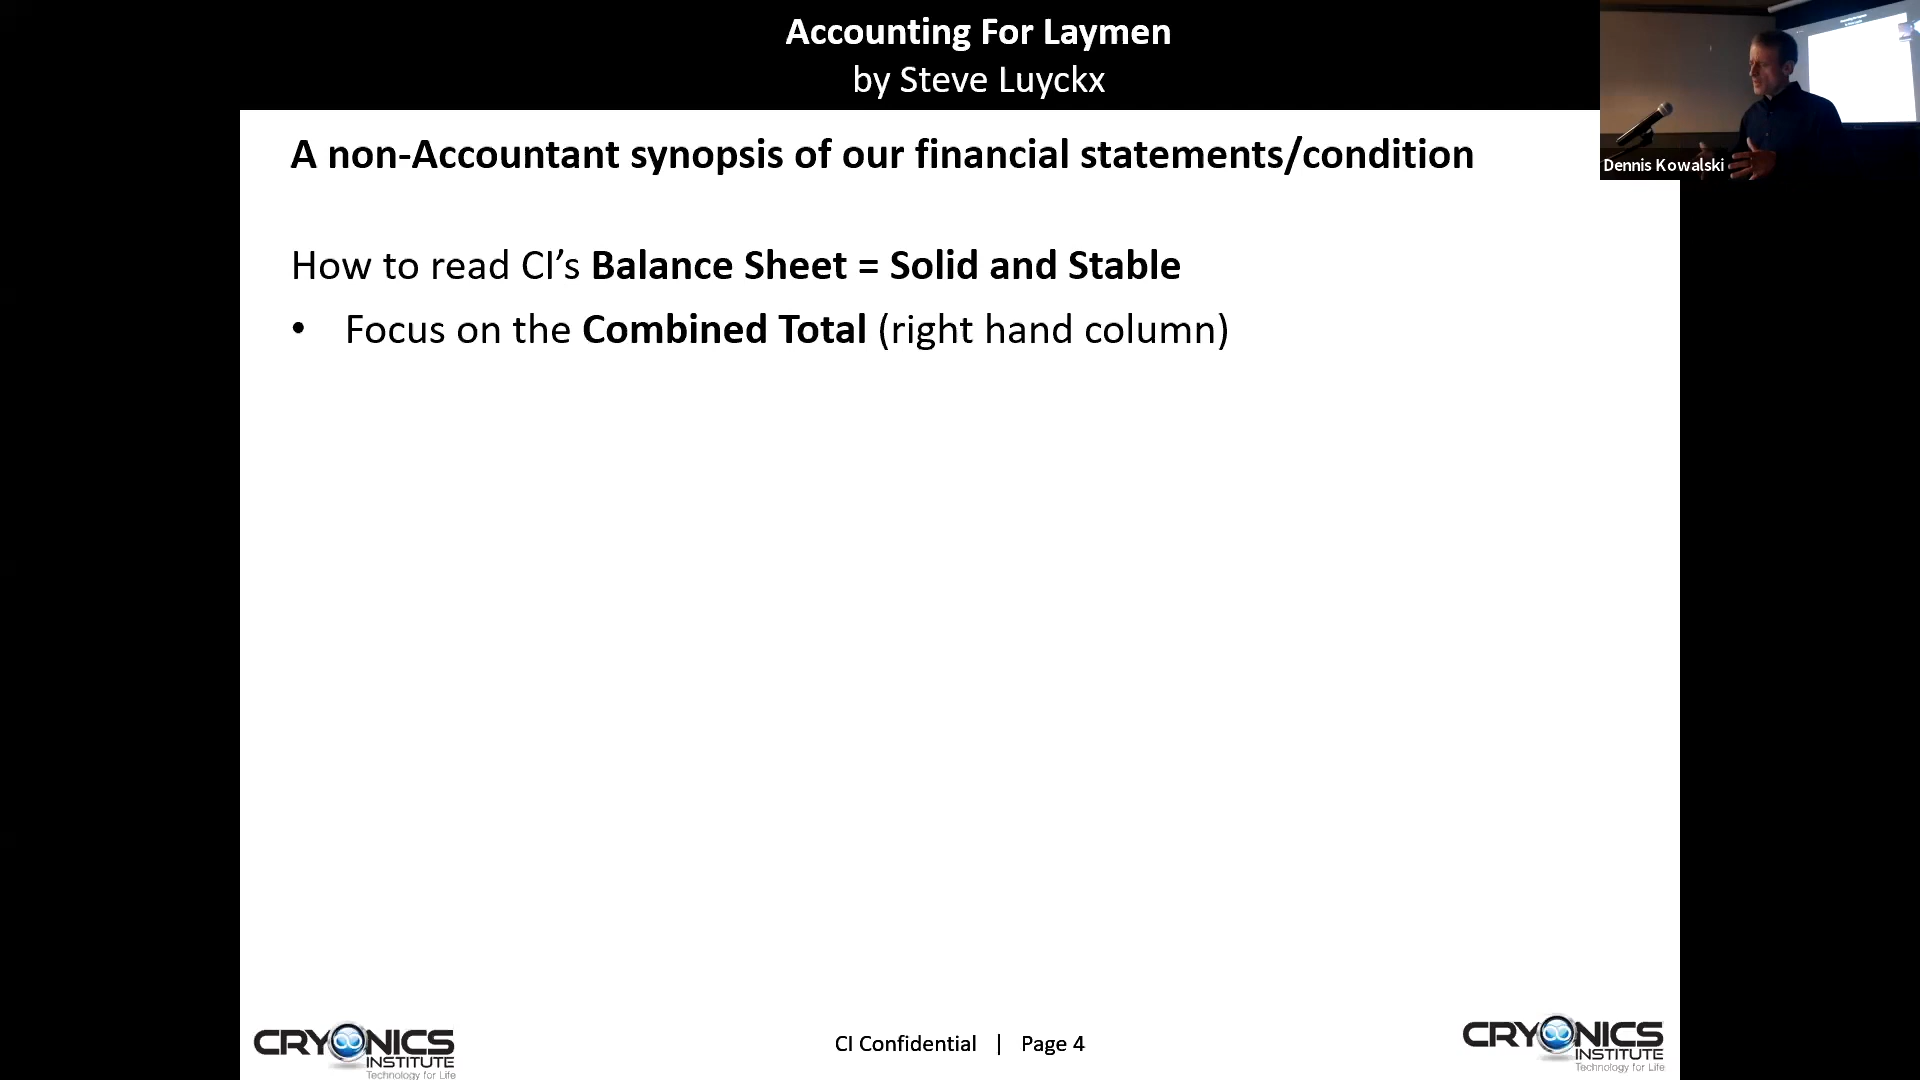 Accounting For Laymen
by Steve Luyckx
Dennis Kowalski
A non-Accountant synopsis of our financial statements/condition
How to read CI’s Balance Sheet = Solid and Stable
• Focus on the Combined Total (right hand column)
CRYONICS
INSTITUTE
Technology for Life
CI Confidential | Page 4
CRYONICS
INSTITUTE
Technology for Life